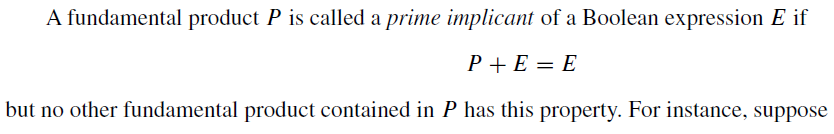 A fundamental product P is called a prime implicant of a Boolean expression E if
P + E = E
but no other fundamental product contained in P has this property. For instance, suppose